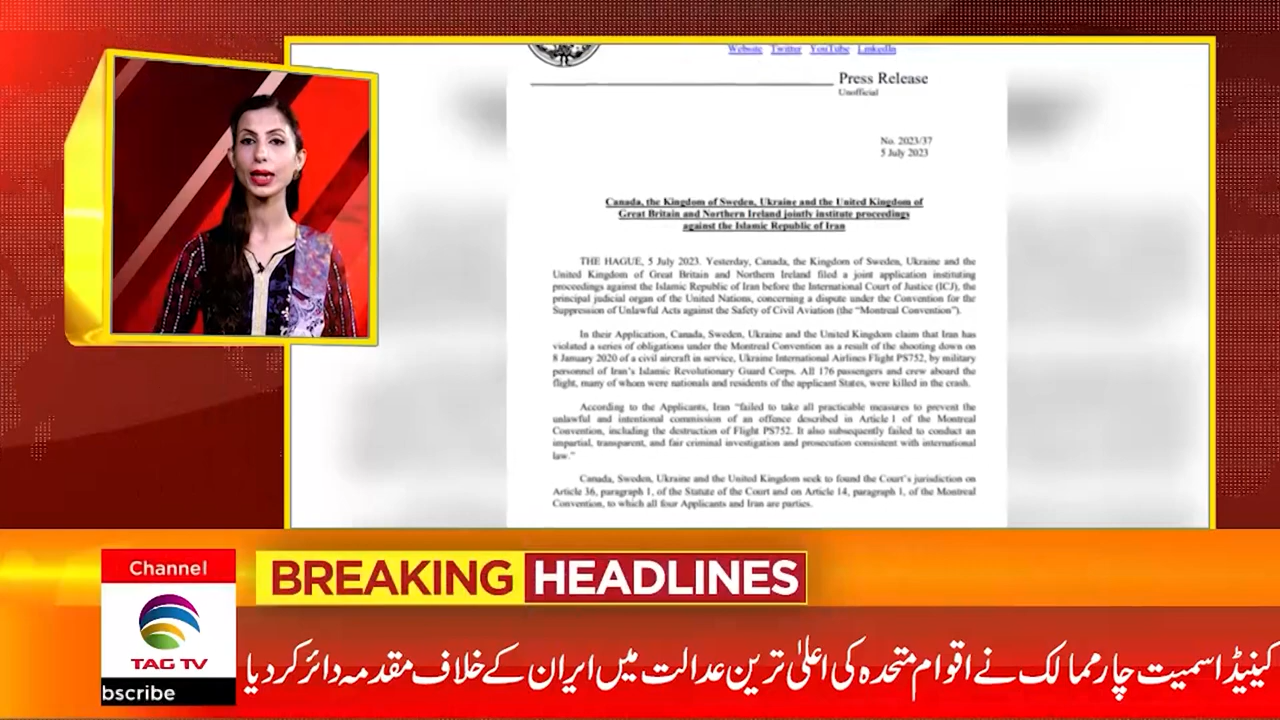 Website Twitter YouTube LinkedIn
Press Release
Unofficial
No. 2023/37
5 July 2023
Canada, the Kingdom of Sweden, Ukraine and the United Kingdom of
Great Britain and Northern Ireland jointly institute proceedings
against the Islamic Republic of Iran
THE HAGUE, 5 July 2023. Yesterday, Canada, the Kingdom of Sweden, Ukraine and the
United Kingdom of Great Britain and Northern Ireland filed a joint application instituting
proceedings against the Islamic Republic of Iran before the International Court of Justice (ICJ), the
principal judicial organ of the United Nations, concerning a dispute under the Convention for the
Suppression of Unlawful Acts against the Safety of Civil Aviation (the “Montreal Convention”).
In their Application, Canada, Sweden, Ukraine and the United Kingdom claim that Iran has
violated a series of obligations under the Montreal Convention as a result of the shooting down on
8 January 2020 of a civil aircraft in service, Ukraine International Airlines Flight PS752, by military
personnel of Iran’s Islamic Revolutionary Guard Corps. All 176 passengers and crew aboard the
flight, many of whom were nationals and residents of the applicant States, were killed in the crash.
According to the Applicants, Iran “failed to take all practicable measures to prevent the
unlawful and intentional commission of an offence described in Article 1 of the Montreal
Convention, including the destruction of Flight PS752. It also subsequently failed to conduct an
impartial, transparent, and fair criminal investigation and prosecution consistent with international
law.”
Canada, Sweden, Ukraine and the United Kingdom seek to found the Court’s jurisdiction on
Article 36, paragraph 1, of the Statute of the Court and on Article 14, paragraph 1, of the Montreal
Convention, to which all four Applicants and Iran are parties.
Channel
TAG TV
bscribe
BREAKING HEADLINES
کینیڈا سمیت چار ممالک نے اقوام متحدہ کی اعلیٰ ترین عدالت میں ایران کے خلاف مقدمہ دائر کردیا